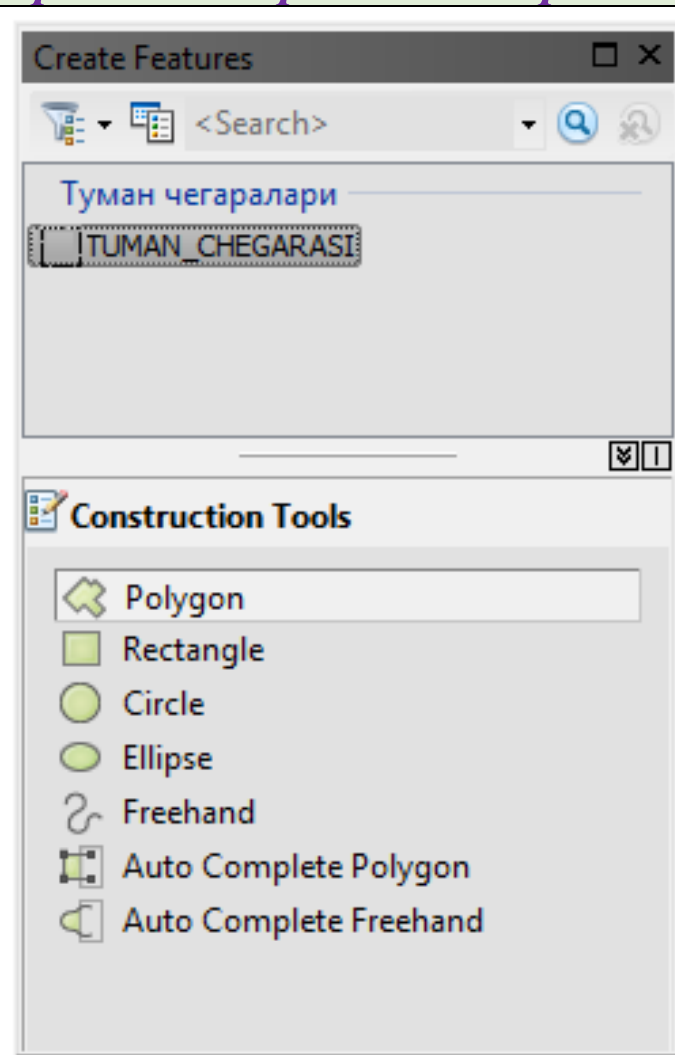 Create Features
<Search>
Туман чегаралари
TUMAN_CHEGARASI
Construction Tools
Polygon
Rectangle
Circle
Ellipse
Freehand
Auto Complete Polygon
Auto Complete Freehand